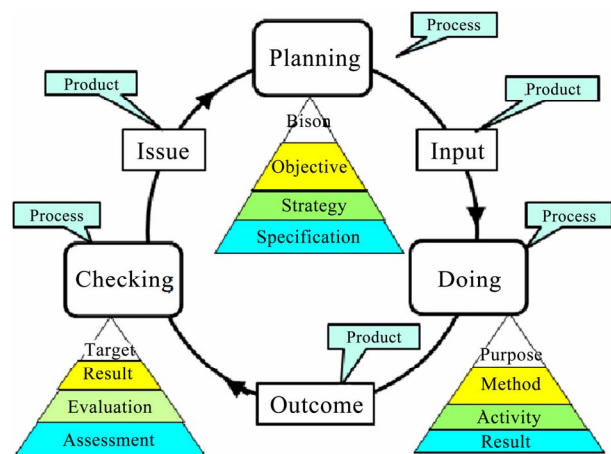 Process
Planning
Product
Product
Bison
Issue
Input
Objective
Strategy
Process
Process
Specification
Checking
Doing
Product
Target
Purpose
Result
Method
Evaluation
Outcome
Activity
Assessment
Result